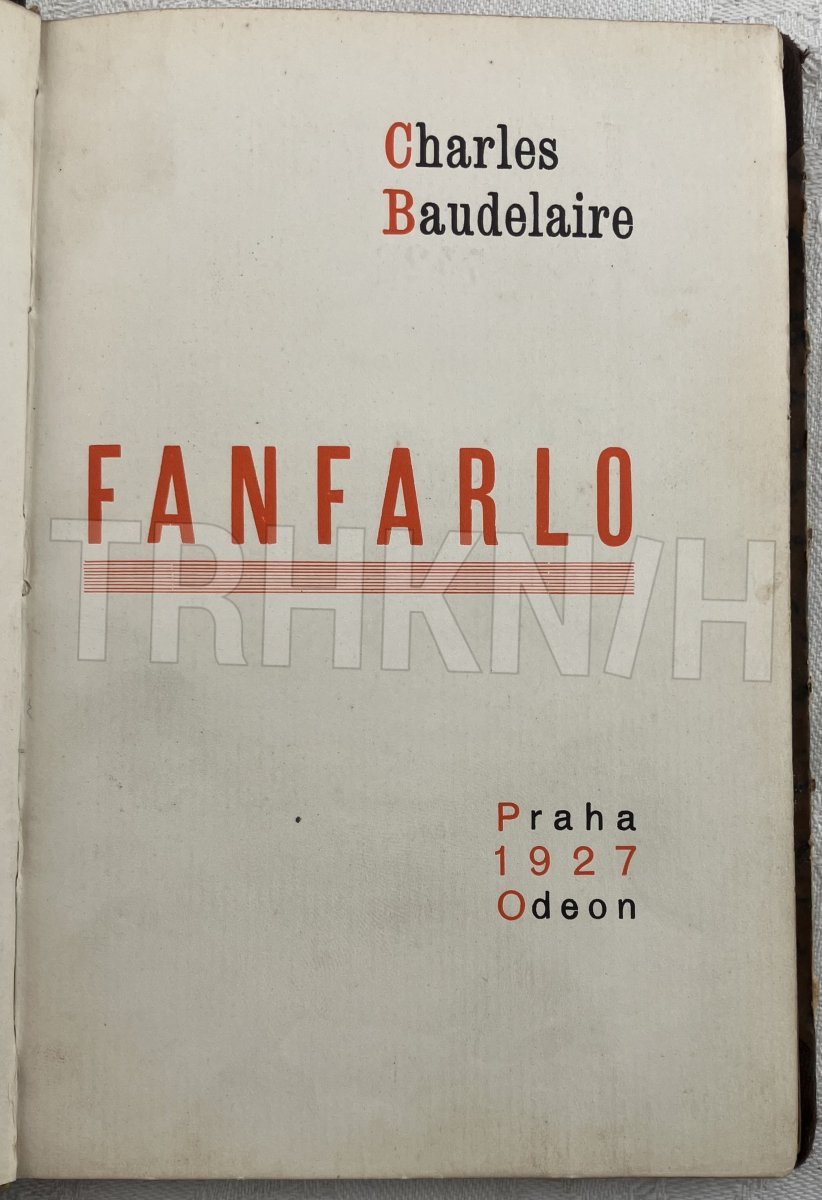 Charles
Baudelaire
FANFARLO
TRHKNIH
Praha
1927
Odeon